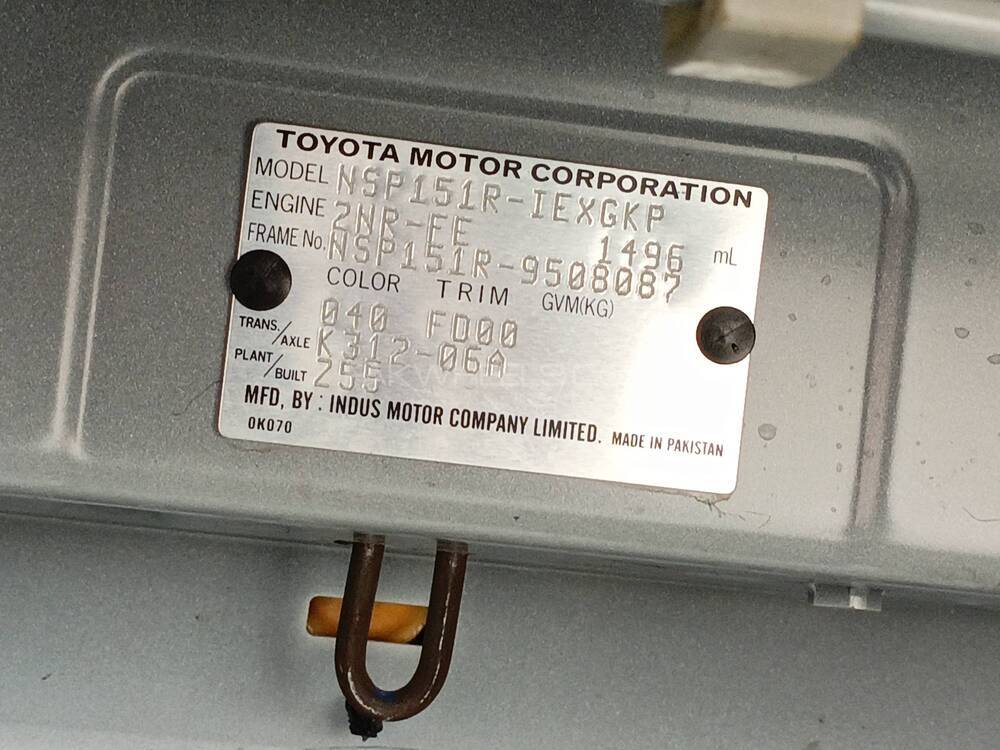 TOYOTA MOTOR CORPORATION
MODEL NSP151R-IEXGKP
ENGINE 2NR-FE 1496 mL
FRAME No. NSP151R-9508087
COLOR TRIM GVM(KG)
040 FD00
TRANS./AXLE K312-06A
PLANT/BUILT Z55
MFD, BY : INDUS MOTOR COMPANY LIMITED. MADE IN PAKISTAN
0K070